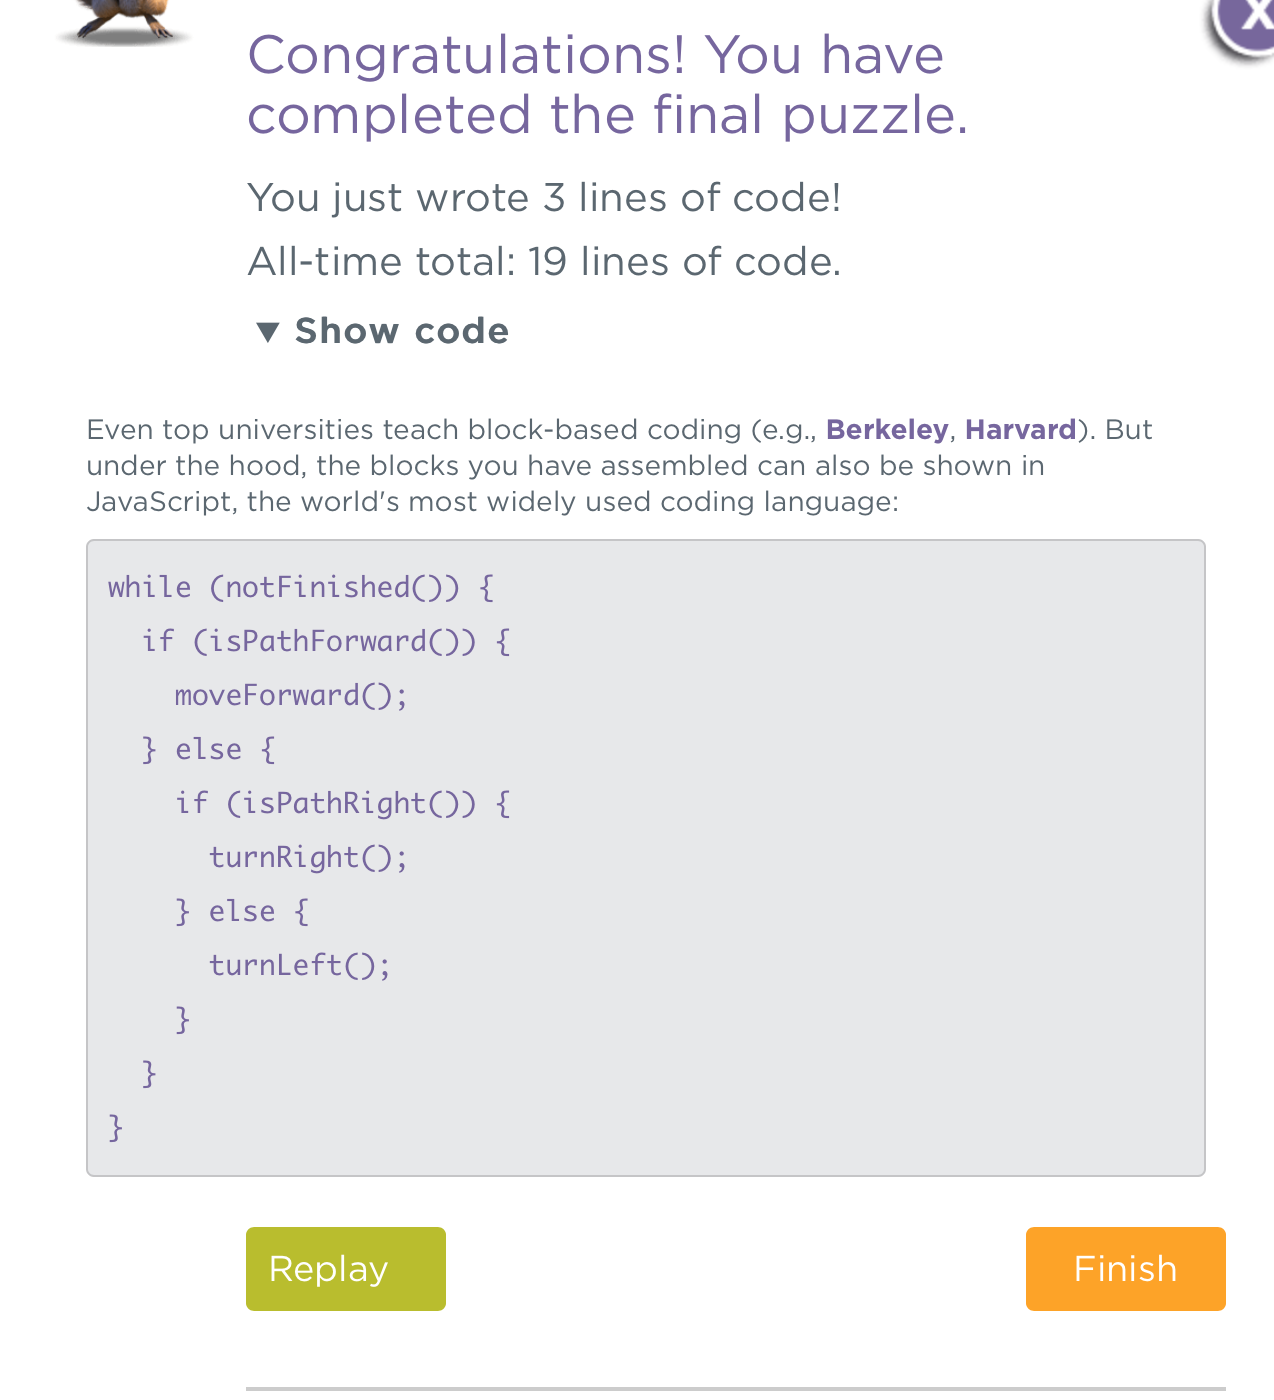 X
Congratulations! You have
completed the final puzzle.
You just wrote 3 lines of code!
All-time total: 19 lines of code.
▼ Show code
Even top universities teach block-based coding (e.g., Berkeley, Harvard). But
under the hood, the blocks you have assembled can also be shown in
JavaScript, the world's most widely used coding language:
while (notFinished()) {
  if (isPathForward()) {
    moveForward();
  } else {
    if (isPathRight()) {
      turnRight();
    } else {
      turnLeft();
    }
  }
}
Replay
Finish